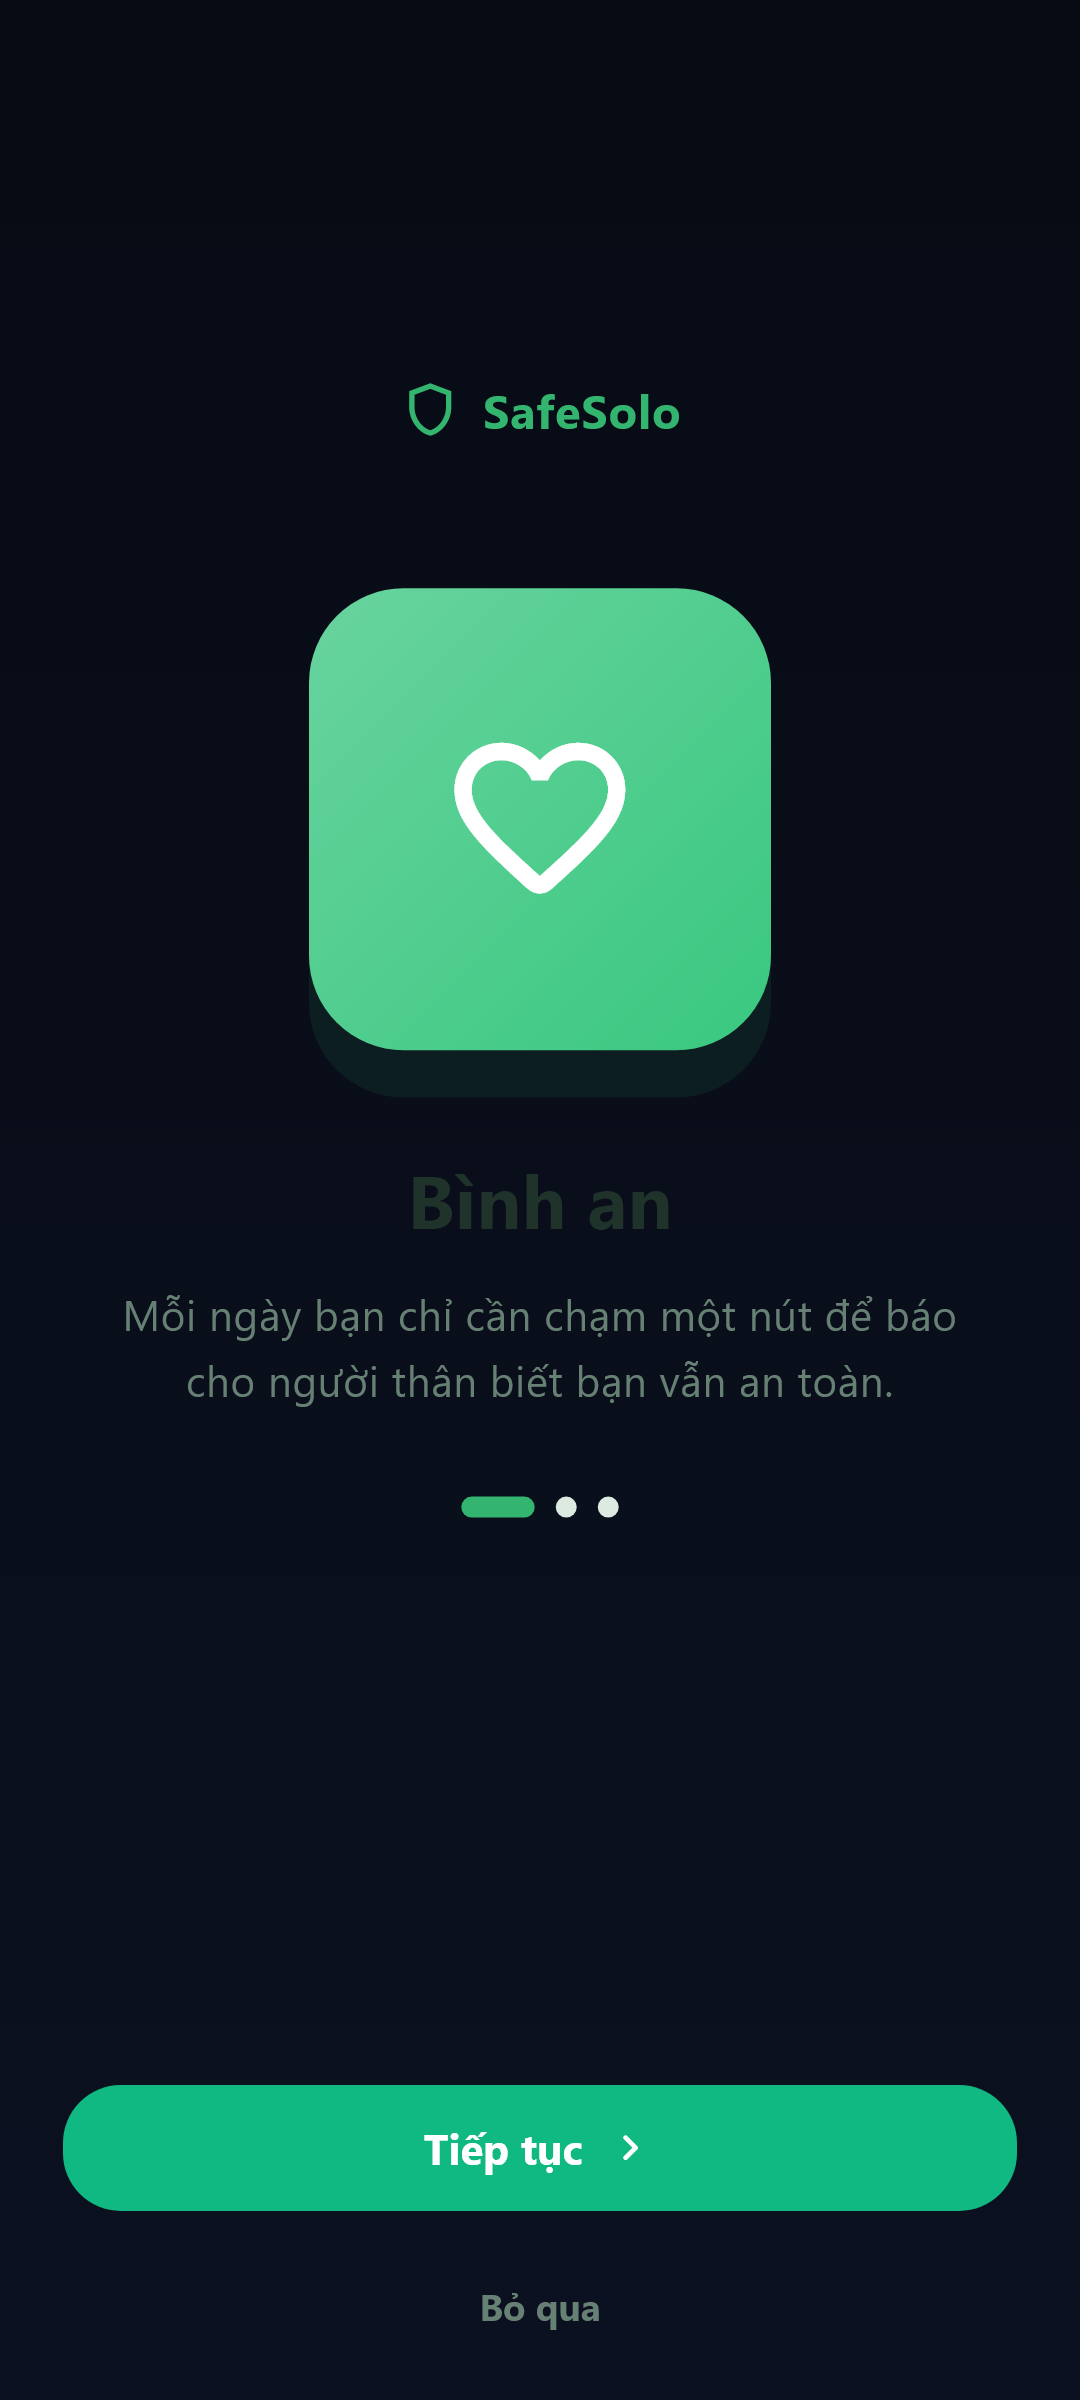 SafeSolo
Bình an
Mỗi ngày bạn chỉ cần chạm một nút để báo
cho người thân biết bạn vẫn an toàn.
Tiếp tục
Bỏ qua